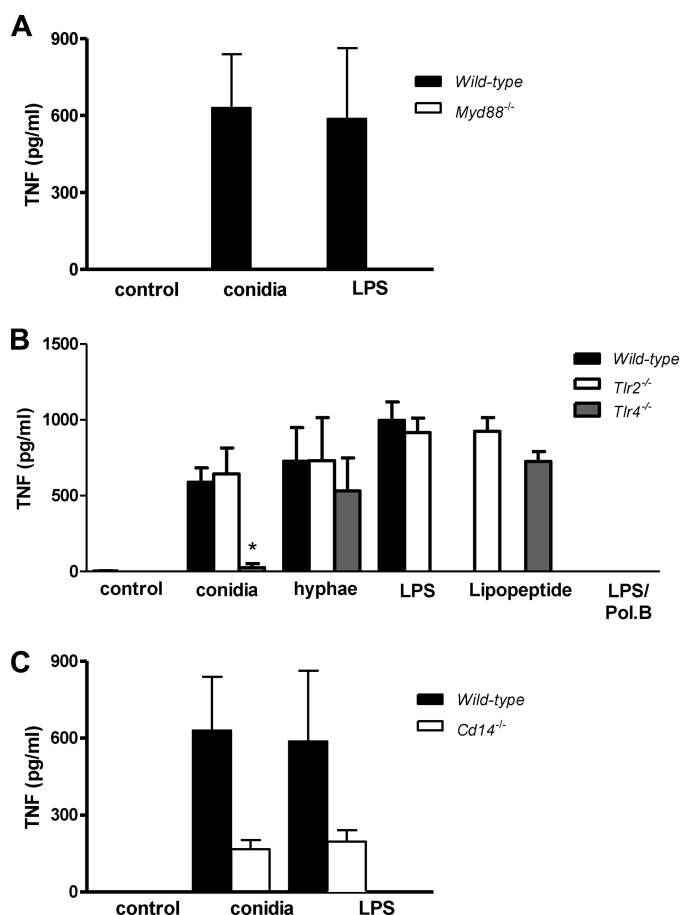 A
900
600
300
0
TNF (pg/ml)
control conidia LPS
Wild-type
Myd88-/-
B
1500
1000
500
0
TNF (pg/ml)
*
control conidia hyphae LPS Lipopeptide LPS/
Pol.B
Wild-type
Tlr2-/-
Tlr4-/-
C
900
600
300
0
TNF (pg/ml)
control conidia LPS
Wild-type
Cd14-/-